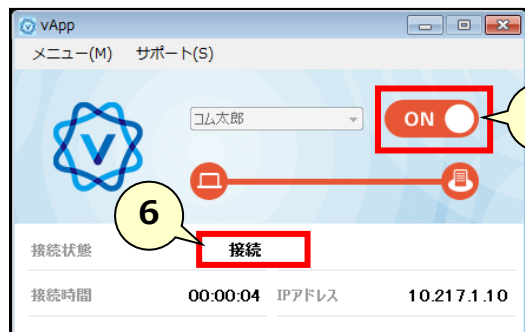 vApp
メニュー(M) サポート(S)
V
コム太郎
ON
6
接続状態 接続
接続時間 00:00:04 IPアドレス 10.217.1.10